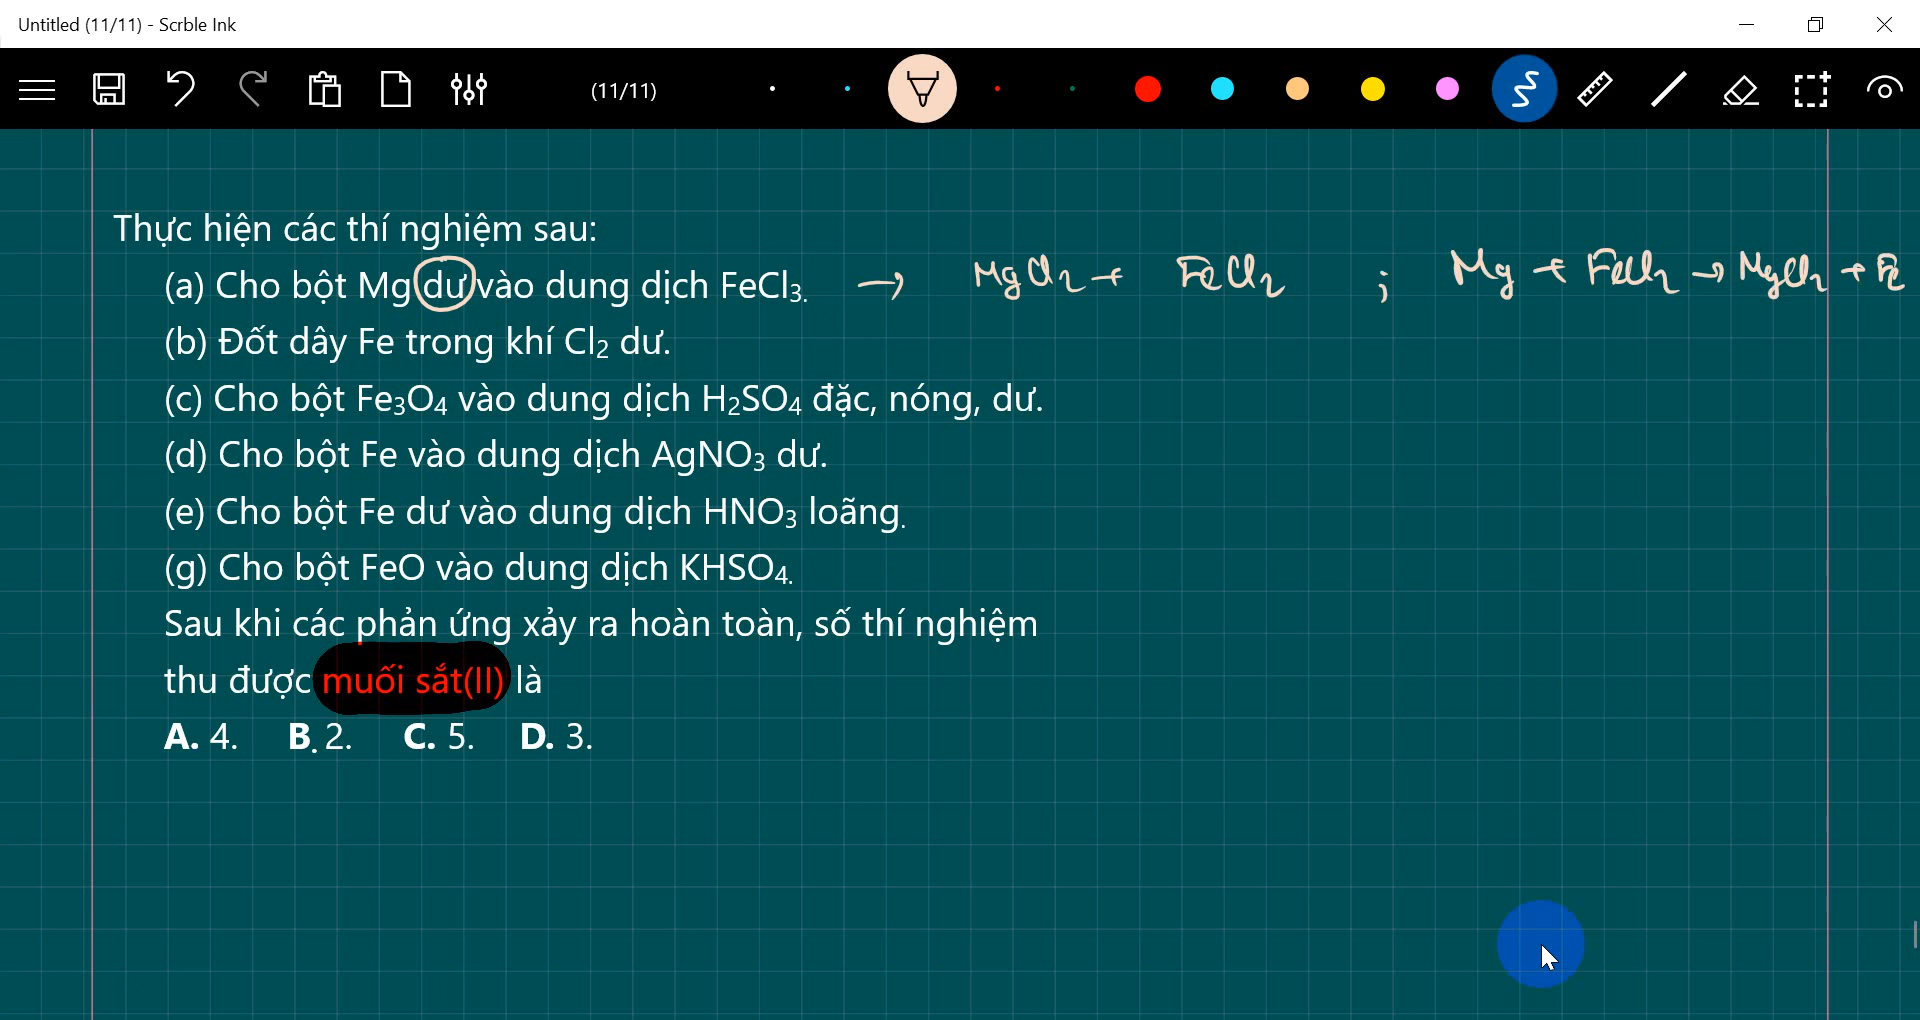 Untitled (11/11) - Scrble Ink
(11/11)
Thực hiện các thí nghiệm sau:
(a) Cho bột Mg dư vào dung dịch FeCl₃. → MgCl₂ + FeCl₂ ; Mg + FeCl₂ → MgCl₂ + Fe
(b) Đốt dây Fe trong khí Cl₂ dư.
(c) Cho bột Fe₃O₄ vào dung dịch H₂SO₄ đặc, nóng, dư.
(d) Cho bột Fe vào dung dịch AgNO₃ dư.
(e) Cho bột Fe dư vào dung dịch HNO₃ loãng.
(g) Cho bột FeO vào dung dịch KHSO₄.
Sau khi các phản ứng xảy ra hoàn toàn, số thí nghiệm
thu được muối sắt(II) là
A. 4. B. 2. C. 5. D. 3.